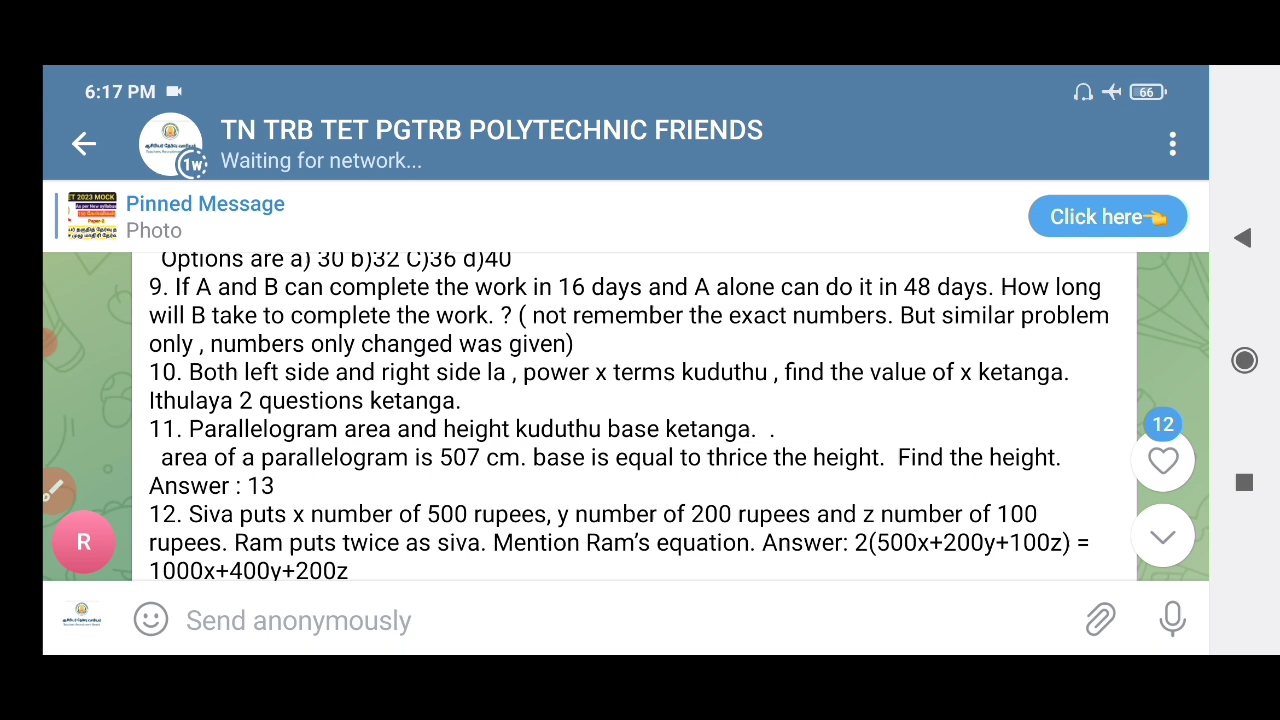 6:17 PM
66
TN TRB TET PGTRB POLYTECHNIC FRIENDS
1w
Waiting for network...
T 2023 MOCK
Pinned Message
Photo
Click here
Options are a) 30 b)32 C)36 d)40
9. If A and B can complete the work in 16 days and A alone can do it in 48 days. How long
will B take to complete the work. ? ( not remember the exact numbers. But similar problem
only , numbers only changed was given)
10. Both left side and right side la , power x terms kuduthu , find the value of x ketanga.
Ithulaya 2 questions ketanga.
11. Parallelogram area and height kuduthu base ketanga.  .
area of a parallelogram is 507 cm. base is equal to thrice the height.  Find the height.
Answer : 13
12
12. Siva puts x number of 500 rupees, y number of 200 rupees and z number of 100
rupees. Ram puts twice as siva. Mention Ram’s equation. Answer: 2(500x+200y+100z) =
1000x+400y+200z
R
Send anonymously